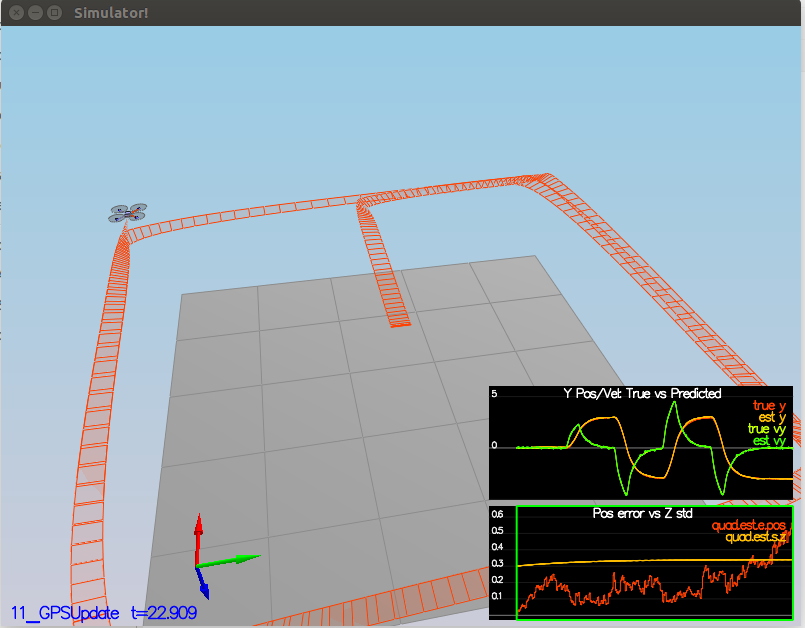 Simulator!
Y Pos/Vel: True vs Predicted
5
true y
est y
true vy
est vy
0
Pos error vs Z std
0.6
quad.est.e.pos
0.5
quad.est.s.z
0.4
0.3
0.2
0.1
11_GPSUpdate t=22.909